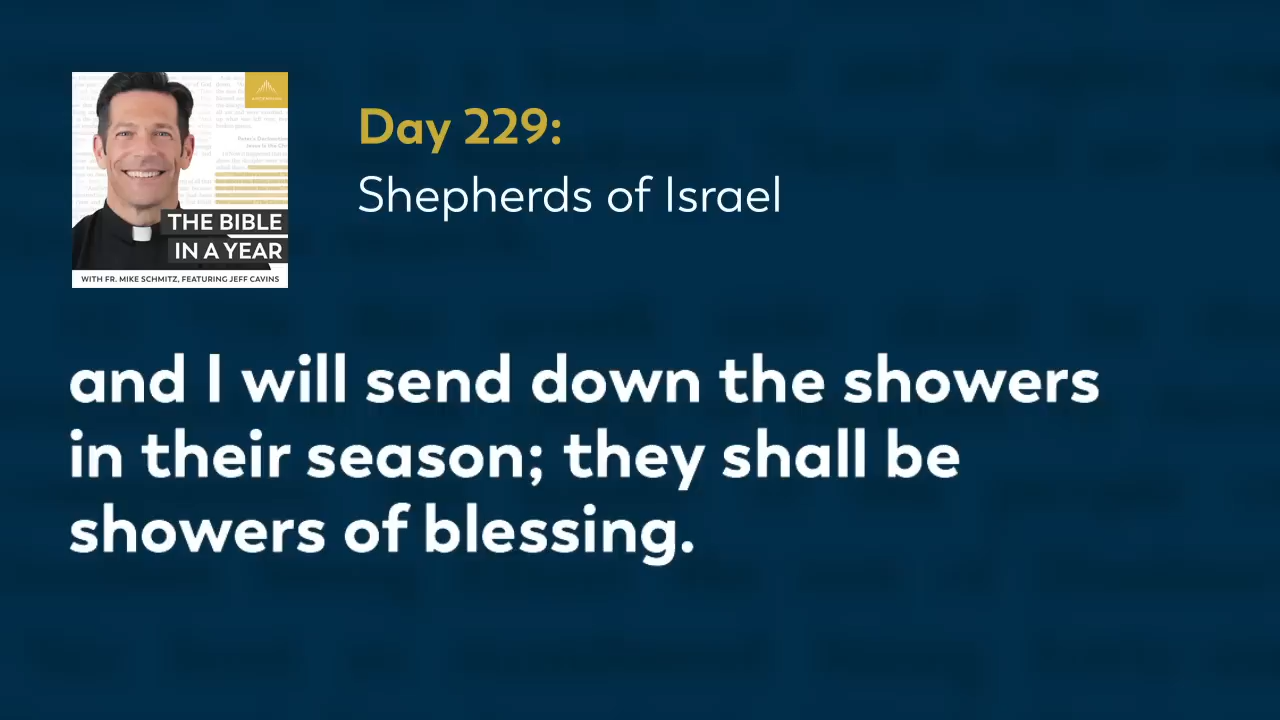 Day 229:
Shepherds of Israel
THE BIBLE
IN A YEAR
WITH FR. MIKE SCHMITZ, FEATURING JEFF CAVINS
and I will send down the showers
in their season; they shall be
showers of blessing.